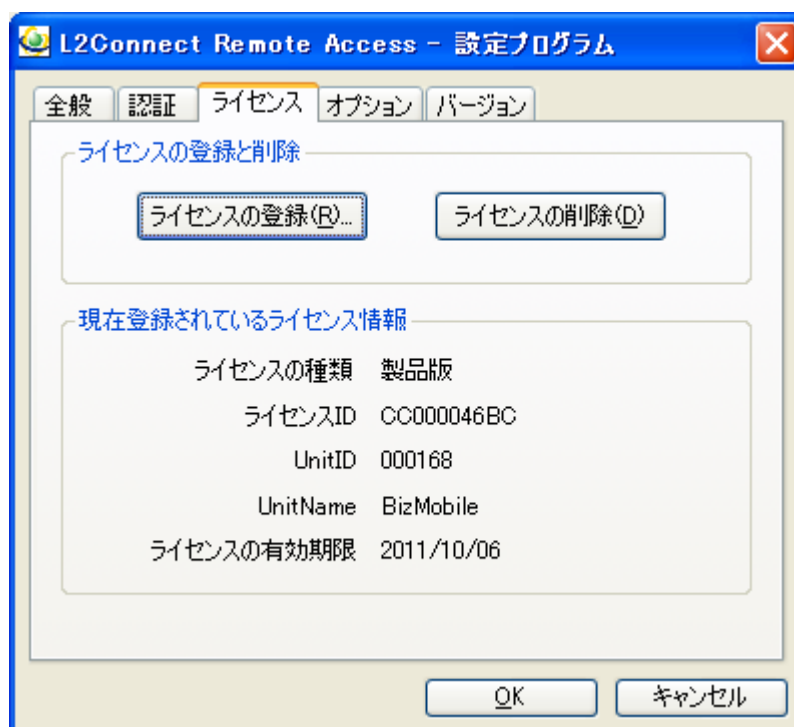 L2Connect Remote Access - 設定プログラム
全般 認証 ライセンス オプション バージョン
ライセンスの登録と削除
ライセンスの登録(R)... ライセンスの削除(D)
現在登録されているライセンス情報
ライセンスの種類 製品版
ライセンスID CC000046BC
UnitID 000168
UnitName BizMobile
ライセンスの有効期限 2011/10/06
OK キャンセル